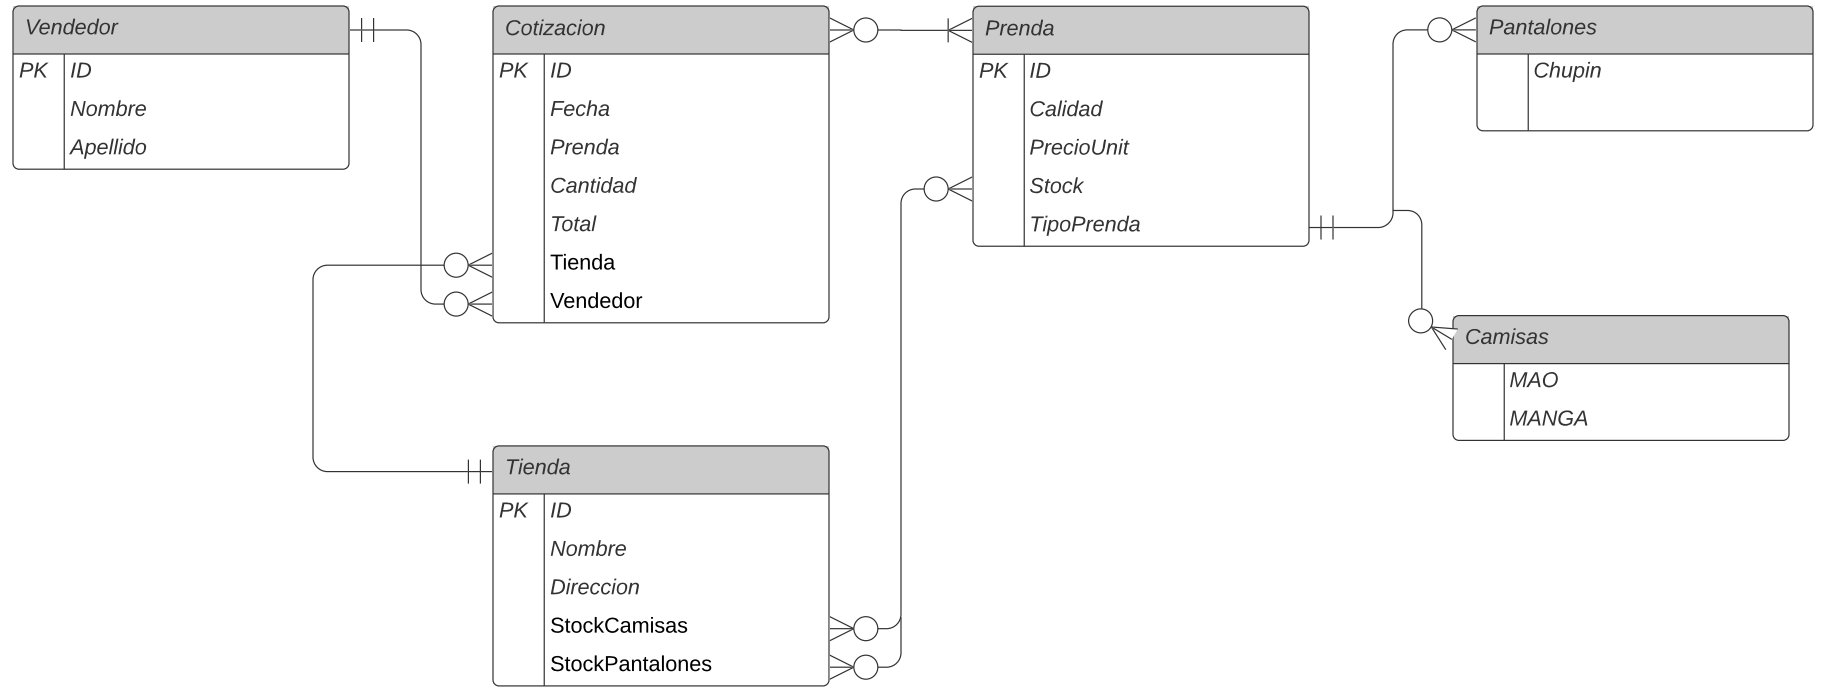 Vendedor
PK ID
Nombre
Apellido
Cotizacion
PK ID
Fecha
Prenda
Cantidad
Total
Tienda
Vendedor
Prenda
PK ID
Calidad
PrecioUnit
Stock
TipoPrenda
Pantalones
Chupin
Camisas
MAO
MANGA
Tienda
PK ID
Nombre
Direccion
StockCamisas
StockPantalones